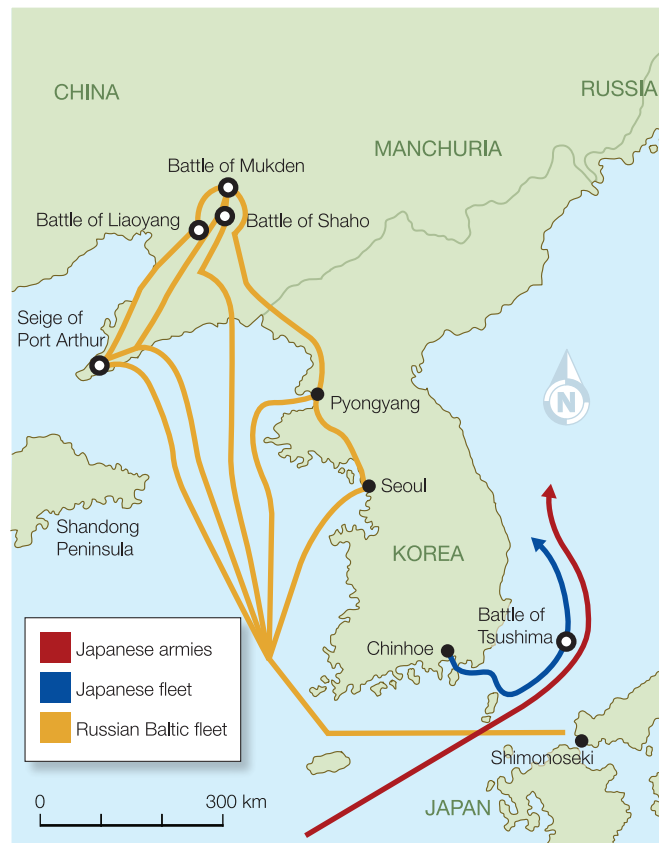 CHINA
RUSSIA
MANCHURIA
Battle of Mukden
Battle of Liaoyang
Battle of Shaho
Seige of
Port Arthur
Pyongyang
N
Seoul
Shandong
Peninsula
KOREA
Battle of
Tsushima
Chinhoe
Japanese armies
Japanese fleet
Russian Baltic fleet
Shimonoseki
0 300 km
JAPAN